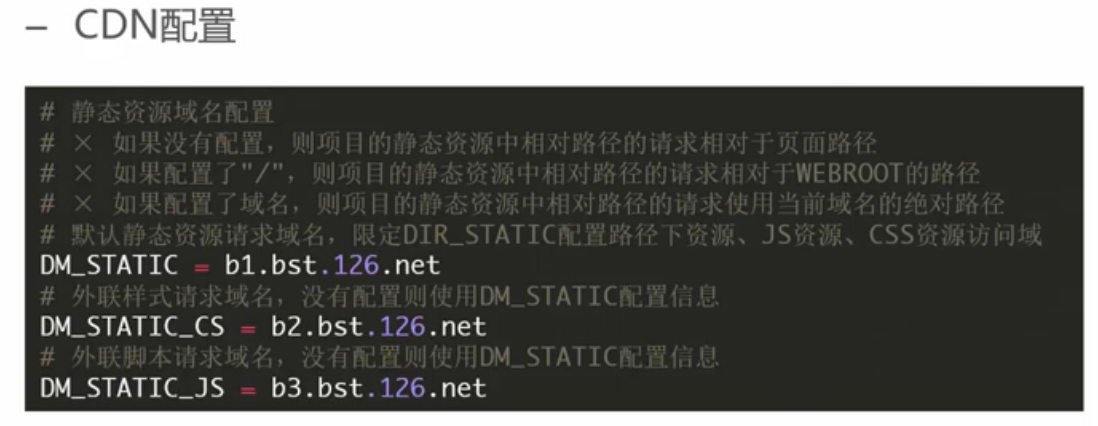 – CDN配置
# 静态资源域名配置
# × 如果没有配置，则项目的静态资源中相对路径的请求相对于页面路径
# × 如果配置了"/"，则项目的静态资源中相对路径的请求相对于WEBROOT的路径
# × 如果配置了域名，则项目的静态资源中相对路径的请求使用当前域名的绝对路径
# 默认静态资源请求域名，限定DIR_STATIC配置路径下资源、JS资源、CSS资源访问域
DM_STATIC = b1.bst.126.net
# 外联样式请求域名，没有配置则使用DM_STATIC配置信息
DM_STATIC_CS = b2.bst.126.net
# 外联脚本请求域名，没有配置则使用DM_STATIC配置信息
DM_STATIC_JS = b3.bst.126.net